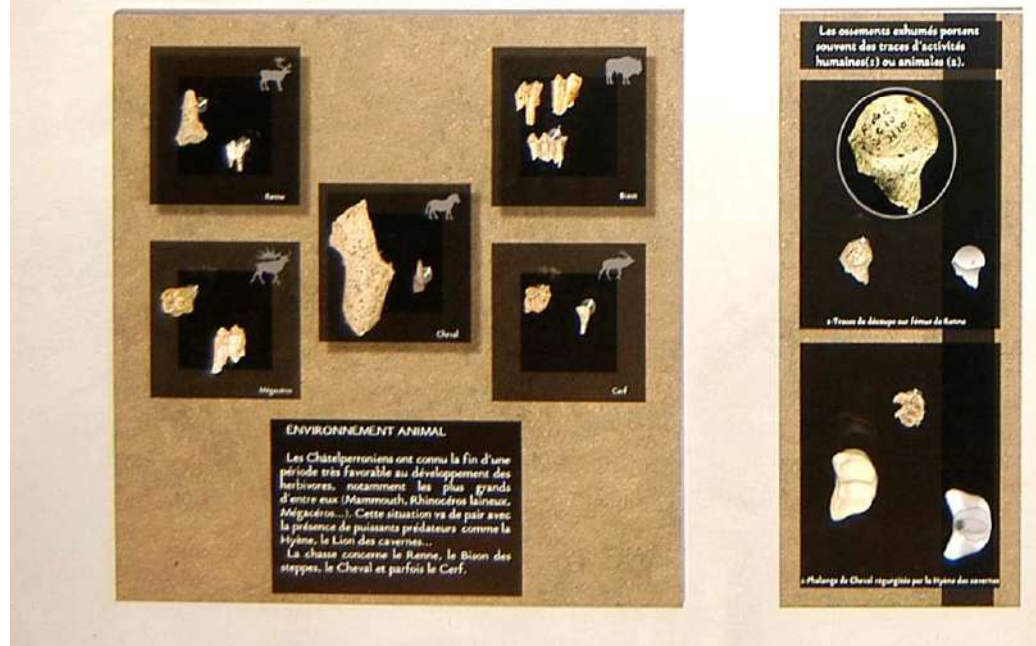 Renne
Bison
Cheval
Mégacéros
Cerf
ENVIRONNEMENT ANIMAL
Les Châtelperroniens ont connu la fin d'une
période très favorable au développement des
herbivores, notamment les plus grands
d'entre eux (Mammouth, Rhinocéros laineux,
Mégacéros...). Cette situation va de pair avec
la présence de puissants prédateurs comme la
Hyène, le Lion des cavernes...
La chasse concerne le Renne, le Bison des
steppes, le Cheval et parfois le Cerf.
Les ossements exhumés portent
souvent des traces d'activités
humaines(1) ou animales (2).
1-Traces de découpe sur fémur de Renne
2-Phalange de Cheval régurgitée par la Hyène des cavernes